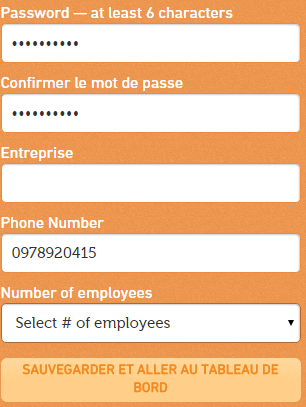 Password — at least 6 characters
••••••••••
Confirmer le mot de passe
••••••••••
Entreprise
Phone Number
0978920415
Number of employees
Select # of employees
SAUVEGARDER ET ALLER AU TABLEAU DE
BORD